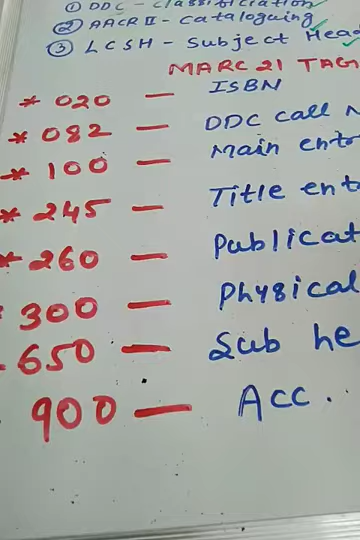 ① DDC - Classification
② AACR II - Cataloguing
③ LCSH - Subject Head
MARC 21 TAG
* 020 — ISBN
* 082 — DDC call N
* 100 — Main entr
* 245 — Title ent
* 260 — Publicat
300 — Physical
650 — Sub he
900 — Acc.